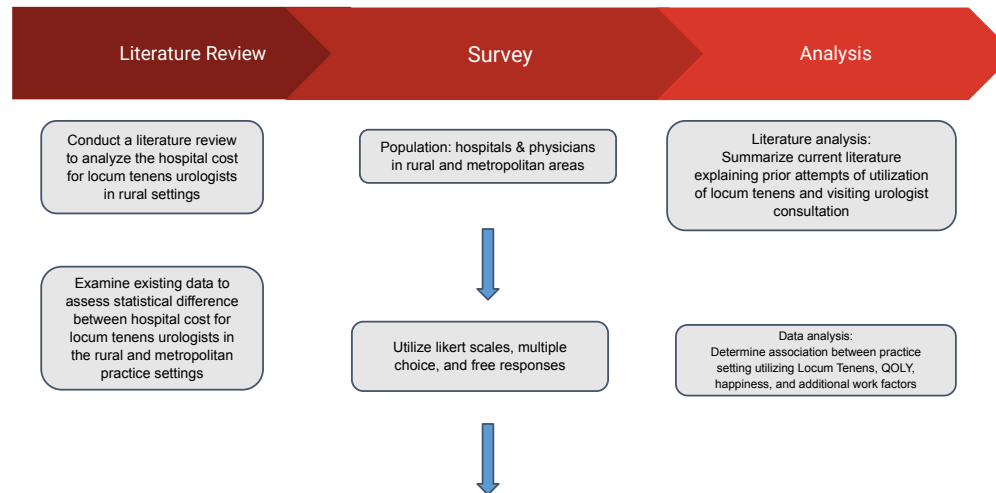 Literature Review
Survey
Analysis
Conduct a literature review
to analyze the hospital cost
for locum tenens urologists
in rural settings
Examine existing data to
assess statistical difference
between hospital cost for
locum tenens urologists in
the rural and metropolitan
practice settings
Population: hospitals & physicians
in rural and metropolitan areas
Utilize likert scales, multiple
choice, and free responses
Literature analysis:
Summarize current literature
explaining prior attempts of utilization
of locum tenens and visiting urologist
consultation
Data analysis:
Determine association between practice
setting utilizing Locum Tenens, QOLY,
happiness, and additional work factors